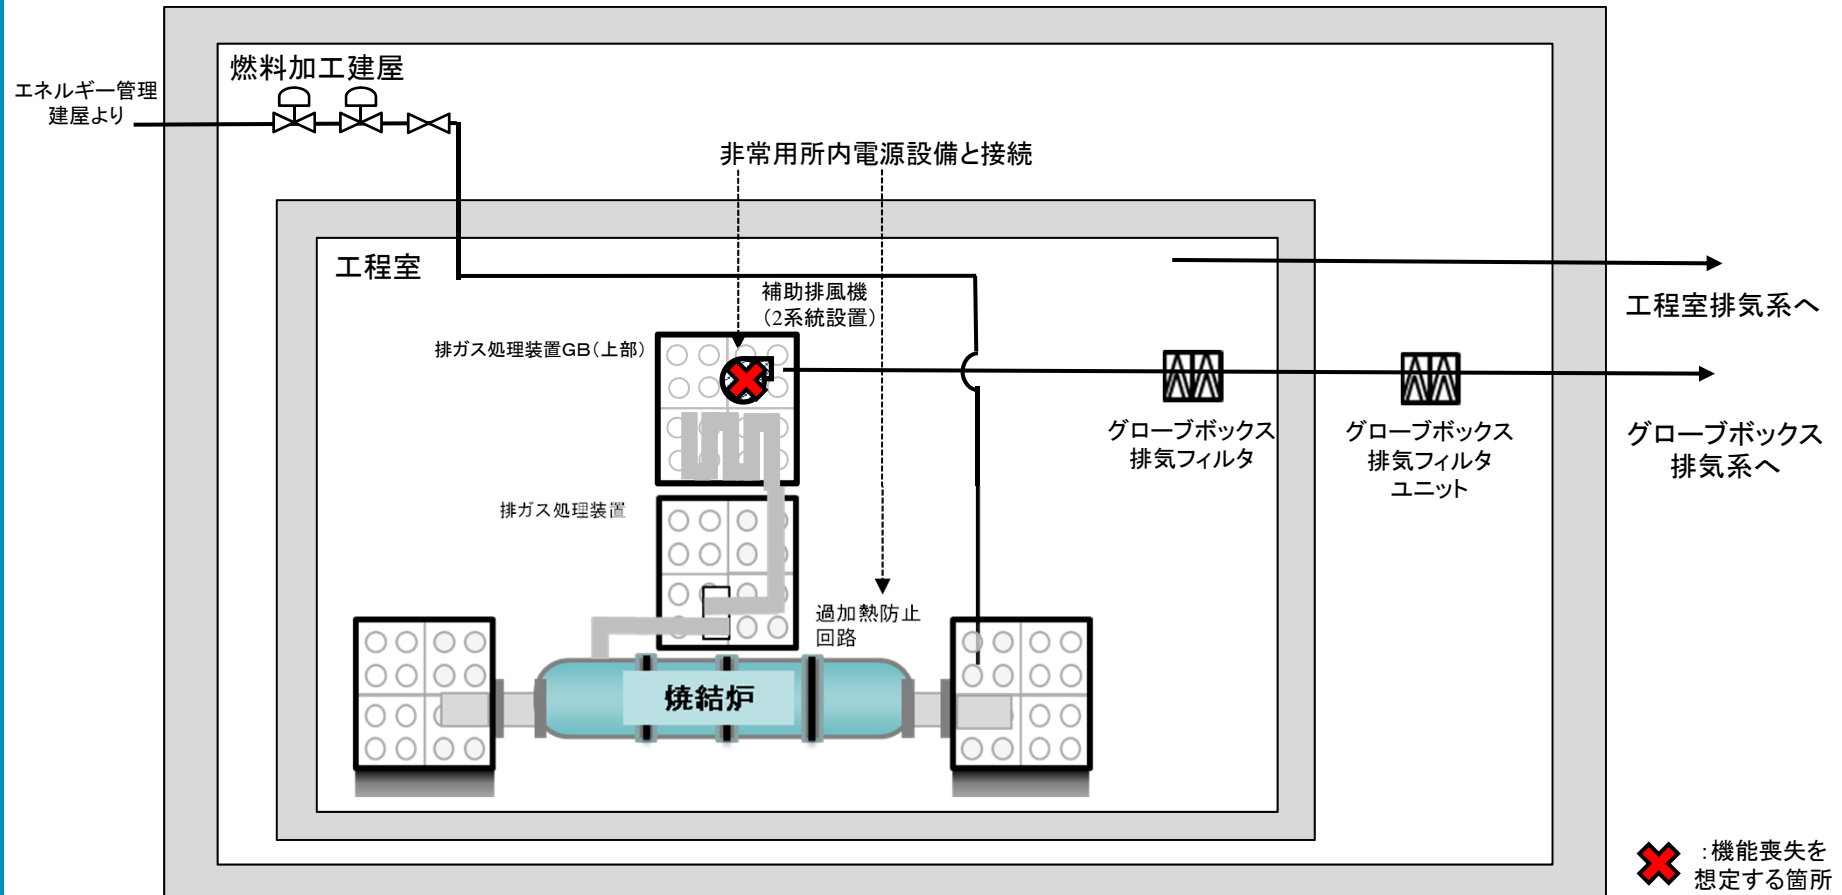 燃料加工建屋
エネルギー管理
建屋より
非常用所内電源設備と接続
工程室
補助排風機
（2系統設置）
排ガス処理装置GB（上部）
工程室排気系へ
グローブボックス
排気フィルタ
グローブボックス
排気フィルタ
ユニット
グローブボックス
排気系へ
排ガス処理装置
過加熱防止
回路
焼結炉
：機能喪失を
想定する箇所